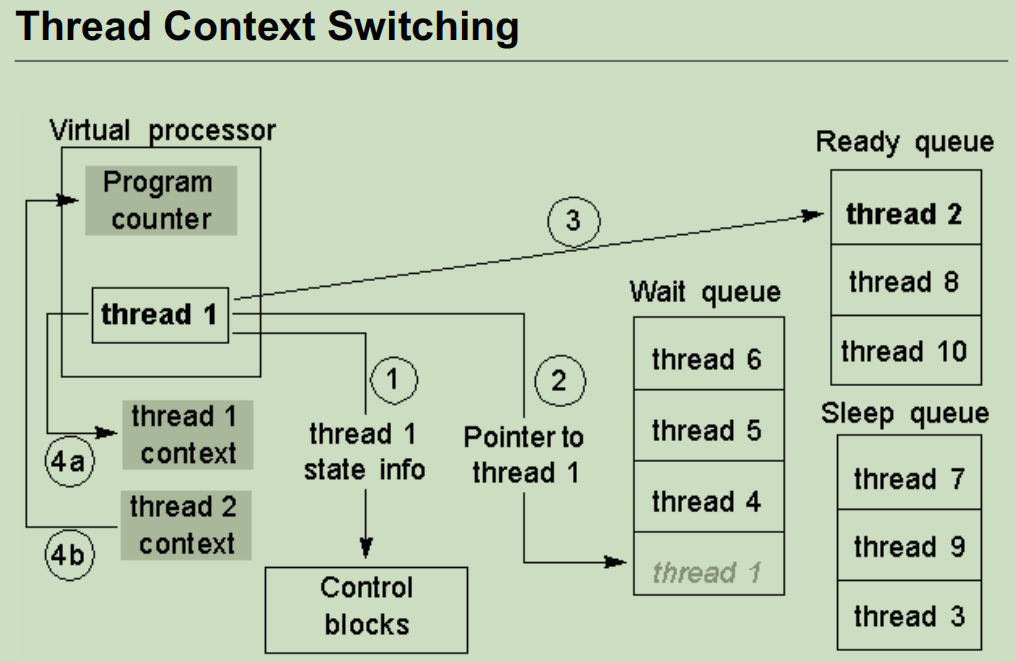 Thread Context Switching
Virtual processor
Program
counter
thread 1
thread 1
context
4a
thread 2
context
4b
1
thread 1
state info
Control
blocks
2
Pointer to
thread 1
3
Wait queue
thread 6
thread 5
thread 4
thread 1
Ready queue
thread 2
thread 8
thread 10
Sleep queue
thread 7
thread 9
thread 3